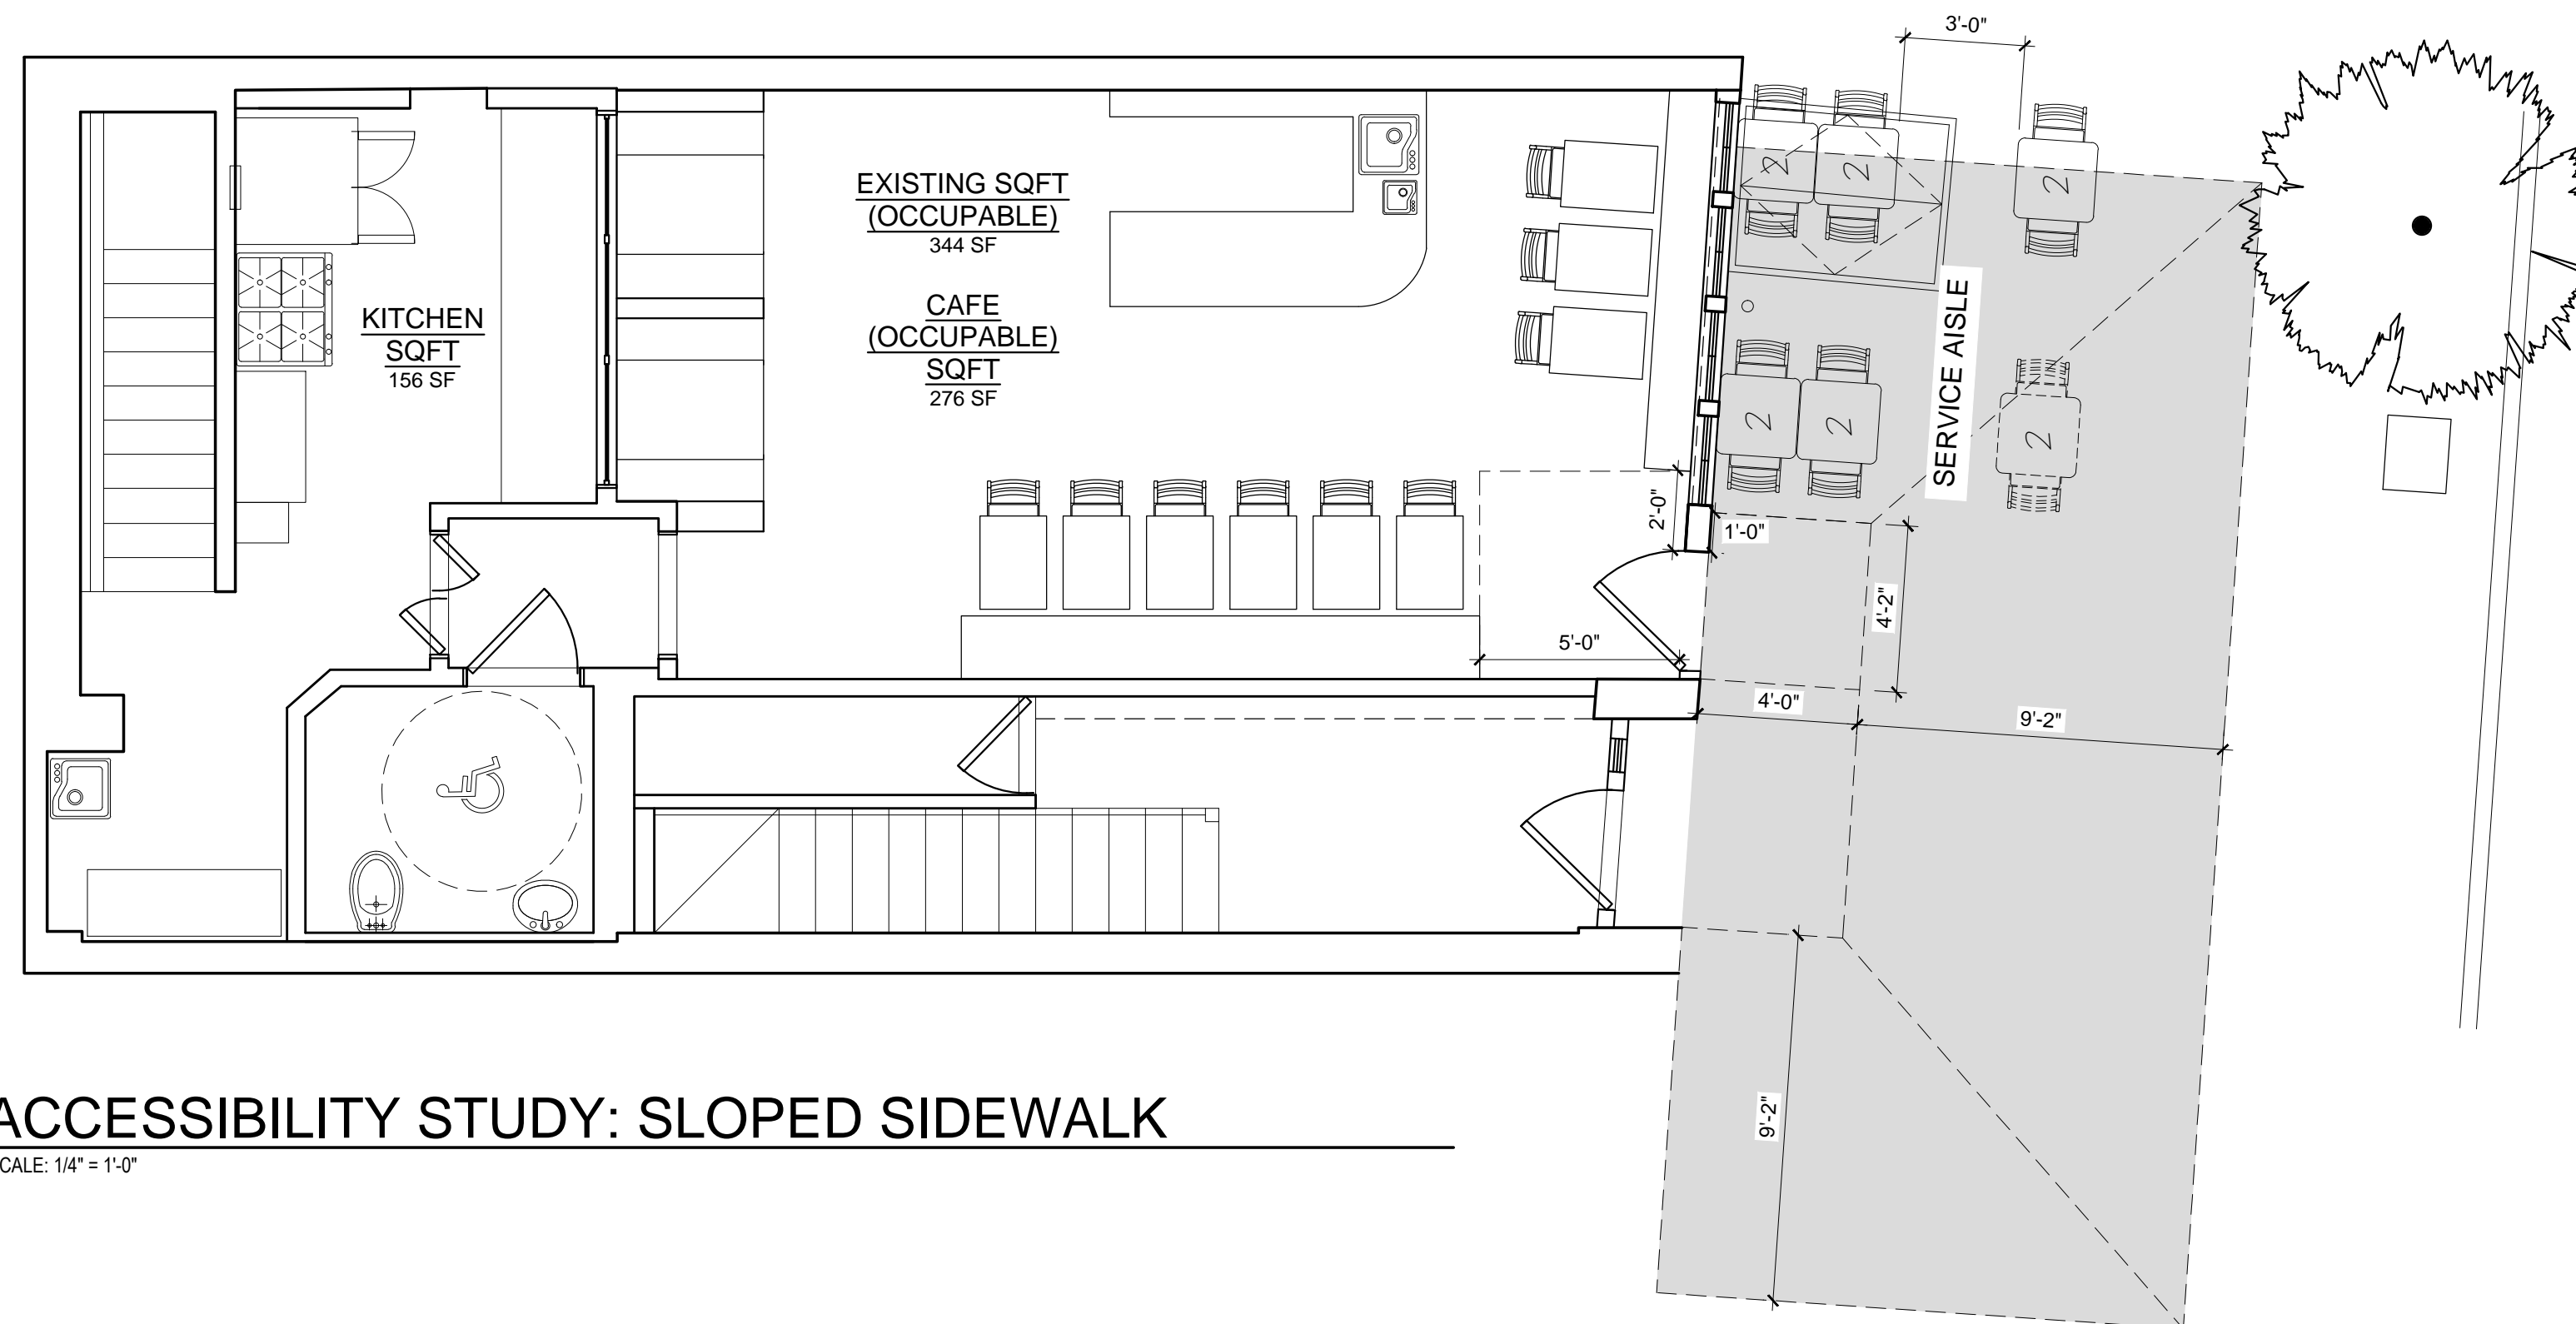 3'-0"
EXISTING SQFT
(OCCUPABLE)
344 SF
CAFE
(OCCUPABLE)
SQFT
276 SF
KITCHEN
SQFT
156 SF
2
2
2
SERVICE AISLE
2
2
2
2'-0"
1'-0"
4'-2"
5'-0"
4'-0"
9'-2"
9'-2"
ACCESSIBILITY STUDY: SLOPED SIDEWALK
CALE: 1/4" = 1'-0"